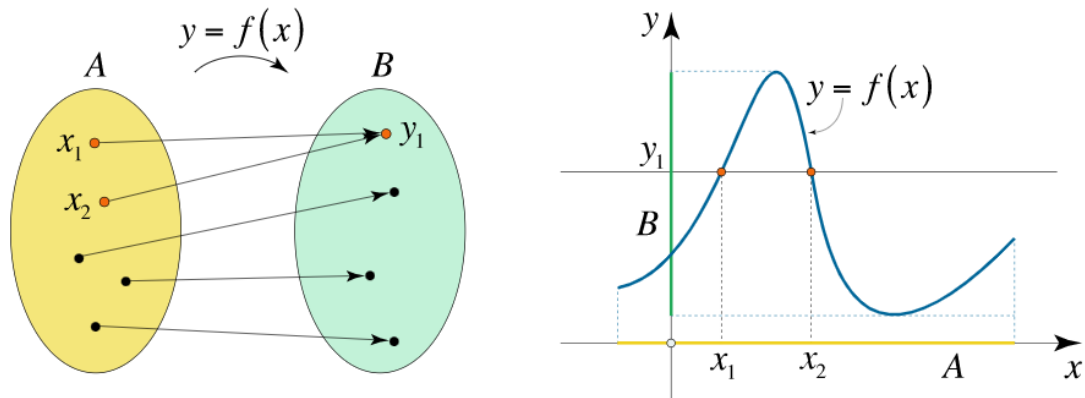 y = f(x)
A
B
x₁
y₁
x₂
y
y = f(x)
y₁
B
x₁
x₂
A
x